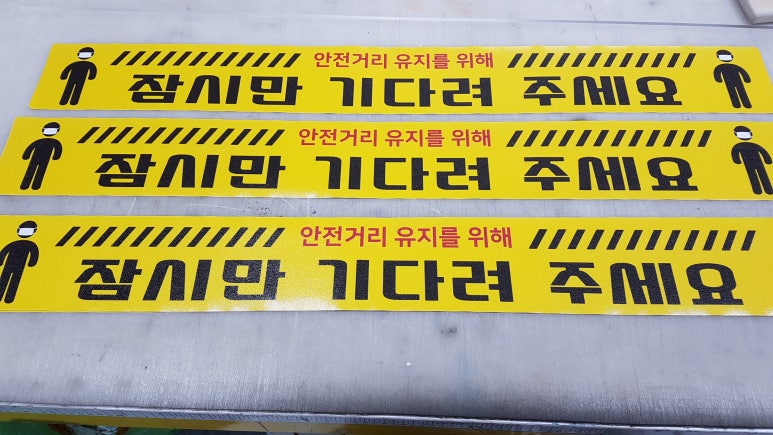 안전거리 유지를 위해
잠시만 기다려 주세요
안전거리 유지를 위해
잠시만 기다려 주세요
안전거리 유지를 위해
잠시만 기다려 주세요